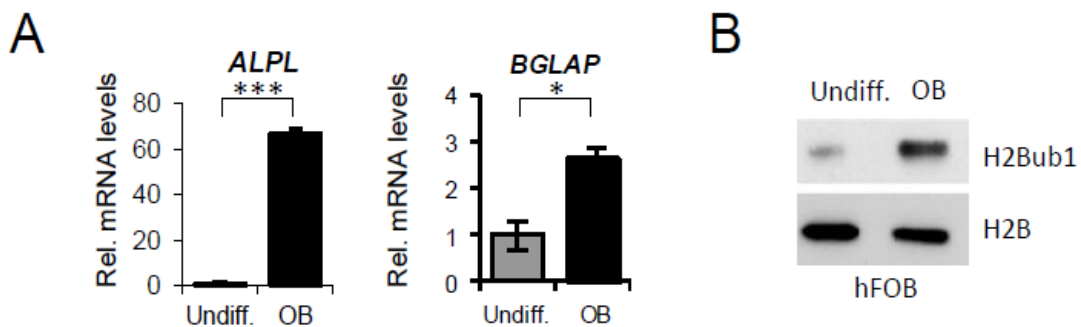 A
ALPL
***
Rel. mRNA levels
80
60
40
20
0
Undiff. OB
BGLAP
*
Rel. mRNA levels
4
3
2
1
0
Undiff. OB
B
Undiff. OB
H2Bub1
H2B
hFOB